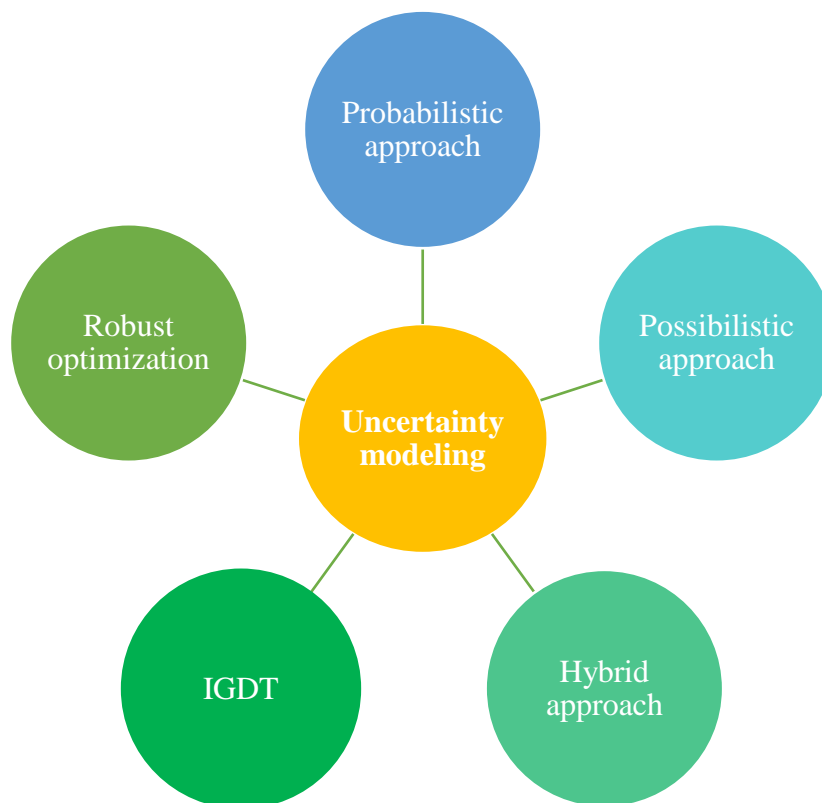 Probabilistic
approach
Robust
optimization
Possibilistic
approach
Uncertainty
modeling
IGDT
Hybrid
approach